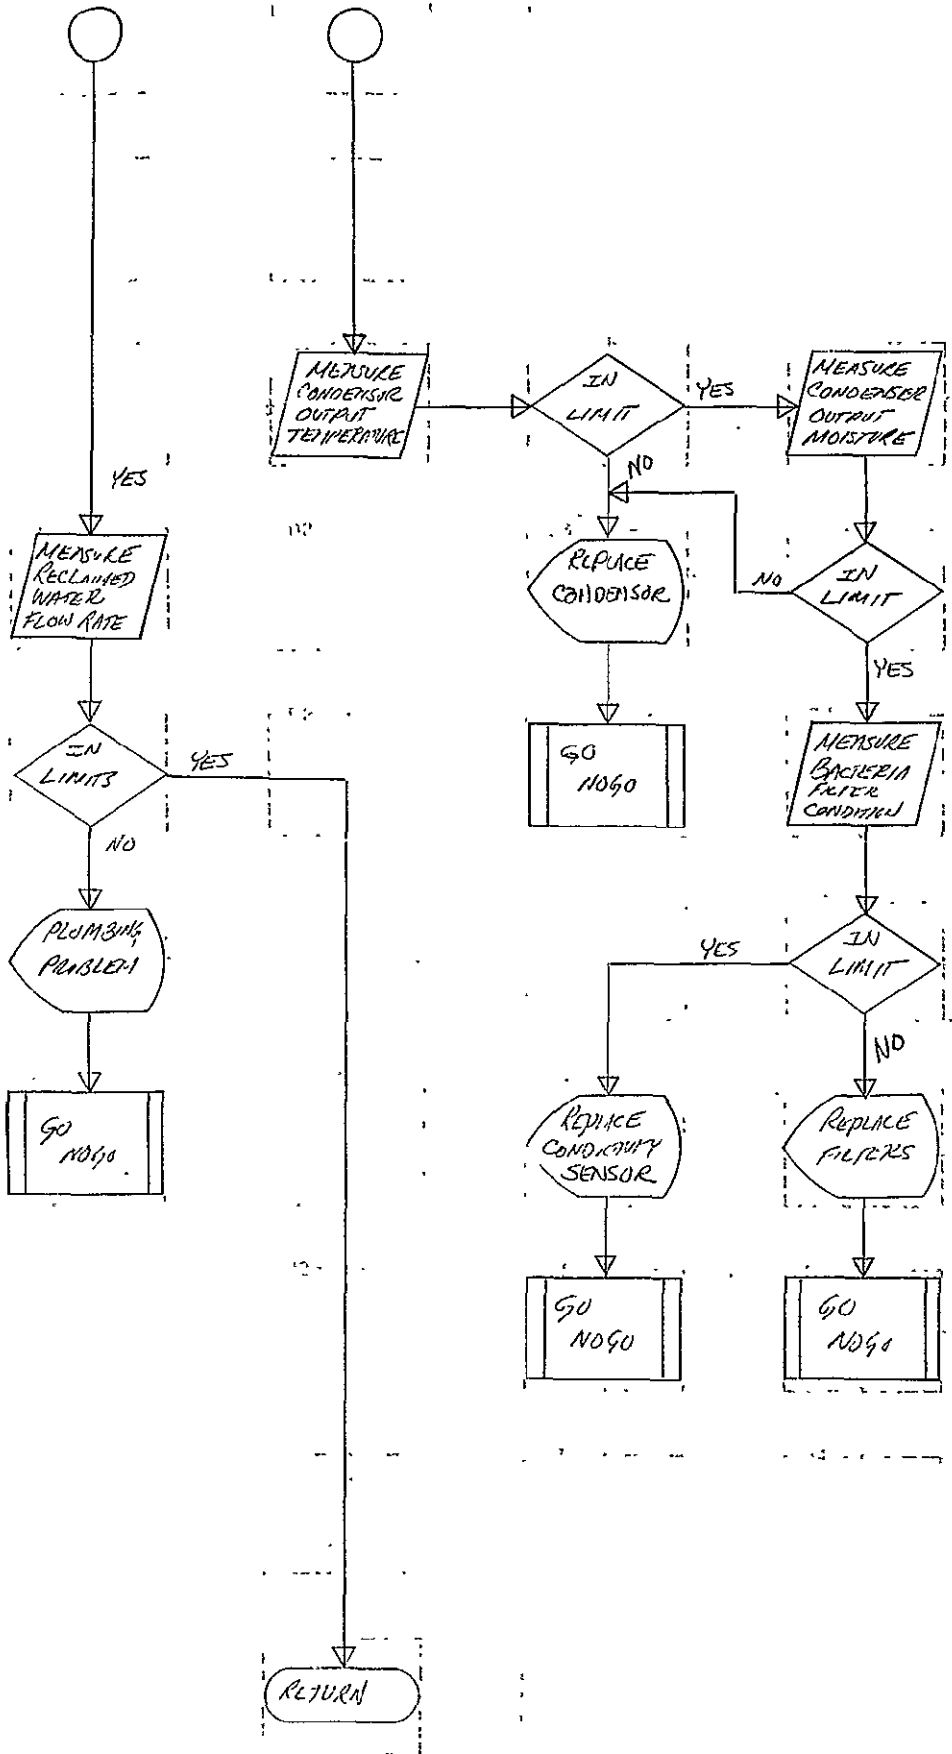 YES
MEASURE
RECLAIMED
WATER
FLOW RATE
IN
LIMITS
YES
NO
PLUMBING
PROBLEM
GO
NOGO
MEASURE
CONDENSOR
OUTPUT
TEMPERATURE
IN
LIMIT
YES
NO
MEASURE
CONDENSER
OUTPUT
MOISTURE
REPLACE
CONDENSOR
GO
NOGO
IN
LIMIT
NO
YES
MEASURE
BACTERIA
FILTER
CONDITION
IN
LIMIT
YES
NO
REPLACE
SENSOR
GO
NOGO
REPLACE
FILTERS
GO
NOGO
RETURN